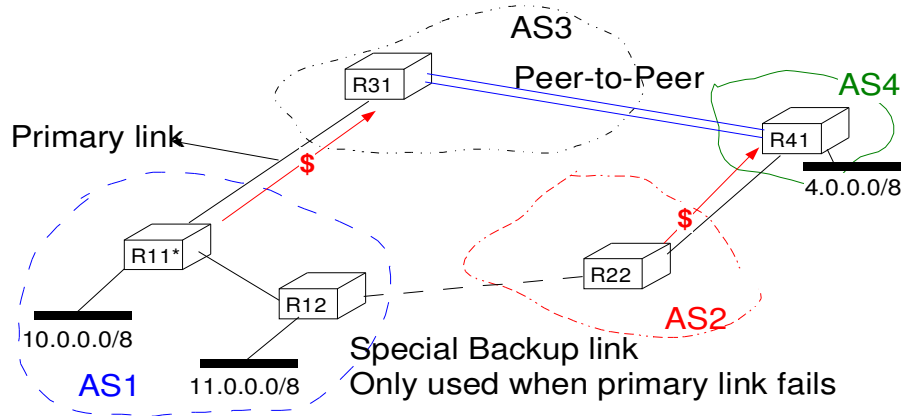 AS3
R31
Peer-to-Peer
AS4
Primary link
$
R41
4.0.0.0/8
$
R11*
R12
R22
10.0.0.0/8
AS2
Special Backup link
11.0.0.0/8
AS1
Only used when primary link fails